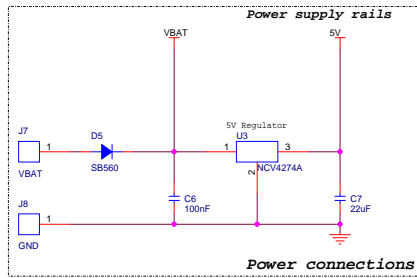 Power supply rails
VBAT
5V
5V Regulator
J7
D5
U3
1
1
3
2
SB560
NCV4274A
VBAT
C6
100nF
C7
22uF
J8
1
GND
Power connections